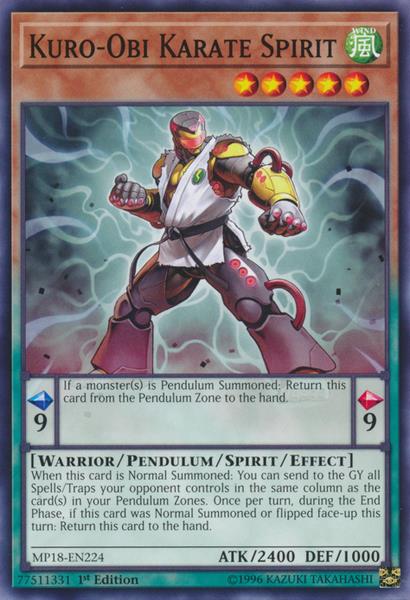 KURO-OBI KARATE SPIRIT
WIND
風
If a monster(s) is Pendulum Summoned: Return this
card from the Pendulum Zone to the hand.
9
9
[WARRIOR/PENDULUM/SPIRIT/EFFECT]
When this card is Normal Summoned: You can send to the GY all
Spells/Traps your opponent controls in the same column as the
card(s) in your Pendulum Zones. Once per turn, during the End
Phase, if this card was Normal Summoned or flipped face-up this
turn: Return this card to the hand.
MP18-EN224
ATK/2400 DEF/1000
77511331
1st Edition
©1996 KAZUKI TAKAHASHI